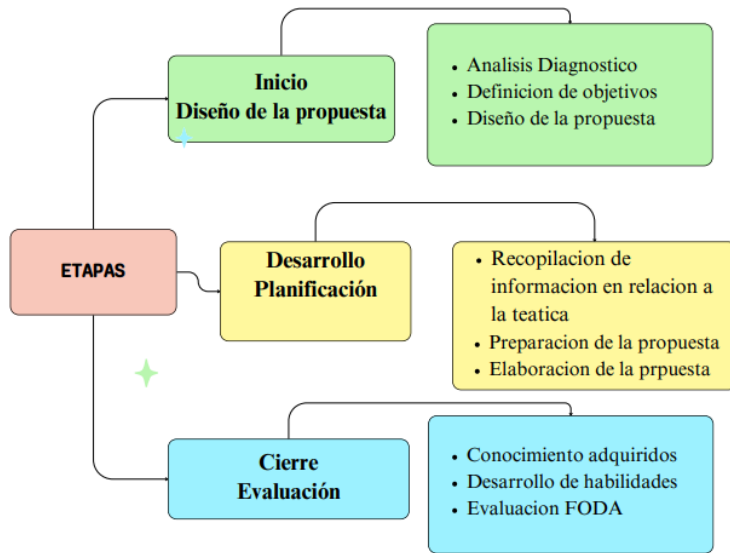 Inicio
Diseño de la propuesta
• Analisis Diagnostico
• Definicion de objetivos
• Diseño de la propuesta
ETAPAS
Desarrollo
Planificación
• Recopilacion de
informacion en relacion a
la teatica
• Preparacion de la propuesta
• Elaboracion de la prpuesta
Cierre
Evaluación
• Conocimiento adquiridos
• Desarrollo de habilidades
• Evaluacion FODA